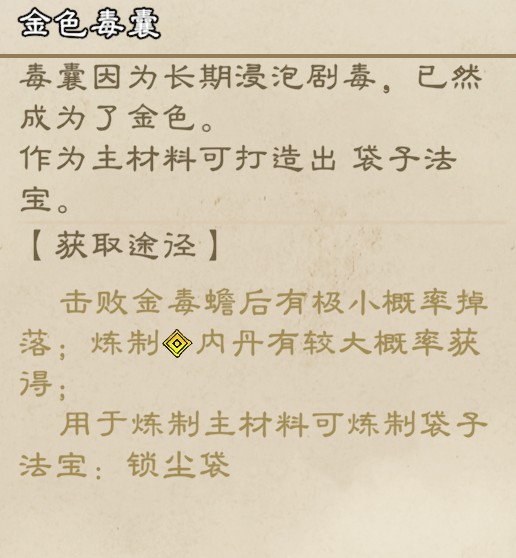 金色毒囊
毒囊因为长期浸泡剧毒，已然
成为了金色。
作为主材料可打造出 袋子法
宝。
【获取途径】
击败金毒蟾后有极小概率掉
落；炼制内丹有较大概率获
得；
用于炼制主材料可炼制袋子
法宝：锁尘袋